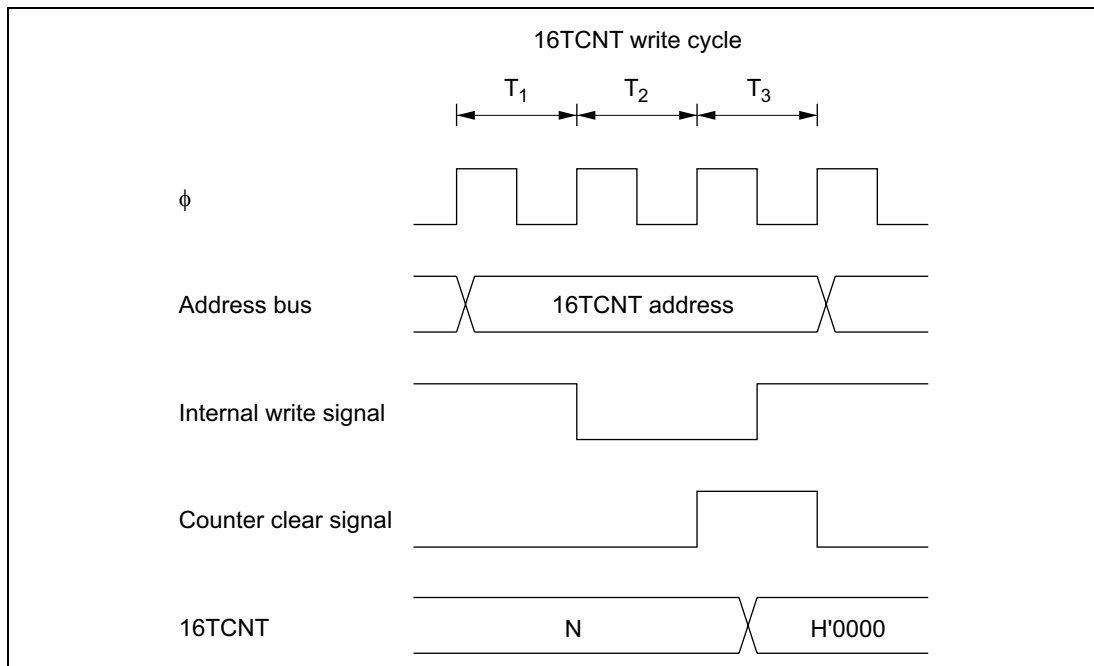 16TCNT write cycle
T1 T2 T3
φ
Address bus 16TCNT address
Internal write signal
Counter clear signal
16TCNT N H'0000